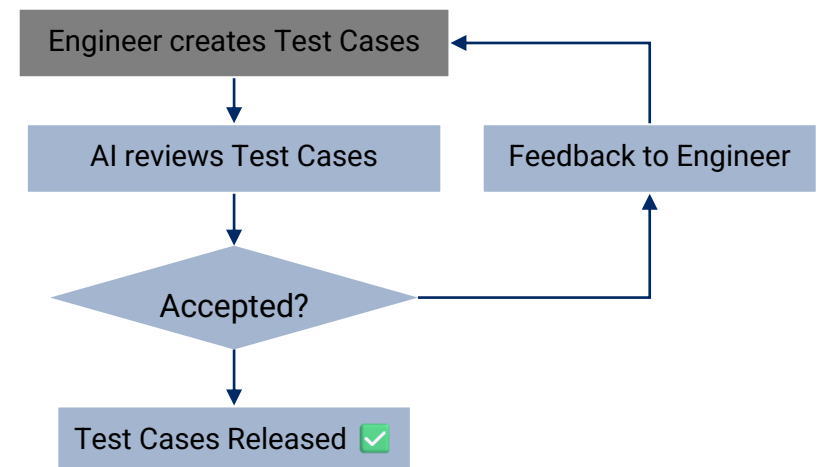 Engineer creates Test Cases
AI reviews Test Cases
Feedback to Engineer
Accepted?
Test Cases Released ✅